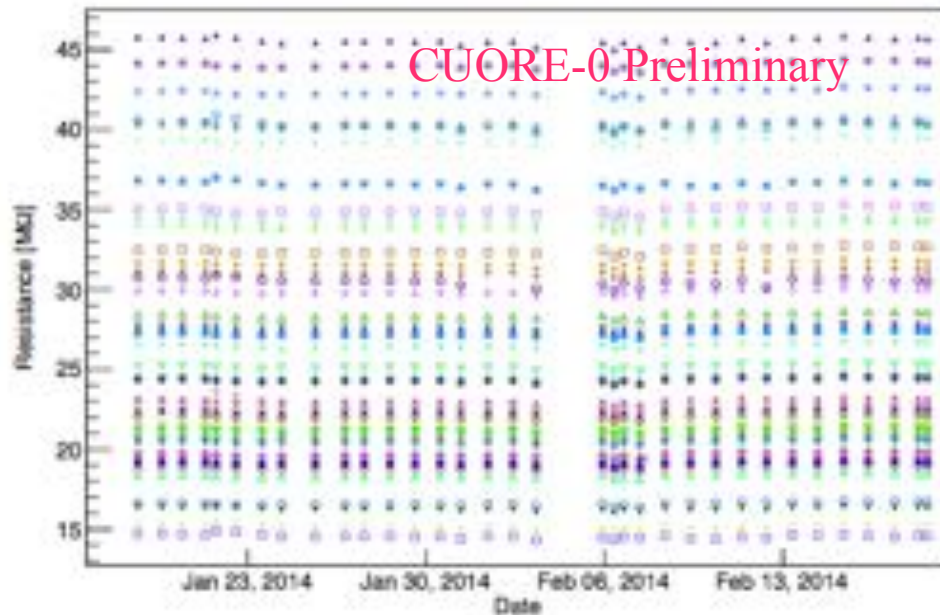 CUORE-0 Preliminary
45
40
35
30
25
20
15
Resistance [MΩ]
Jan 23, 2014
Jan 30, 2014
Feb 06, 2014
Feb 13, 2014
Date